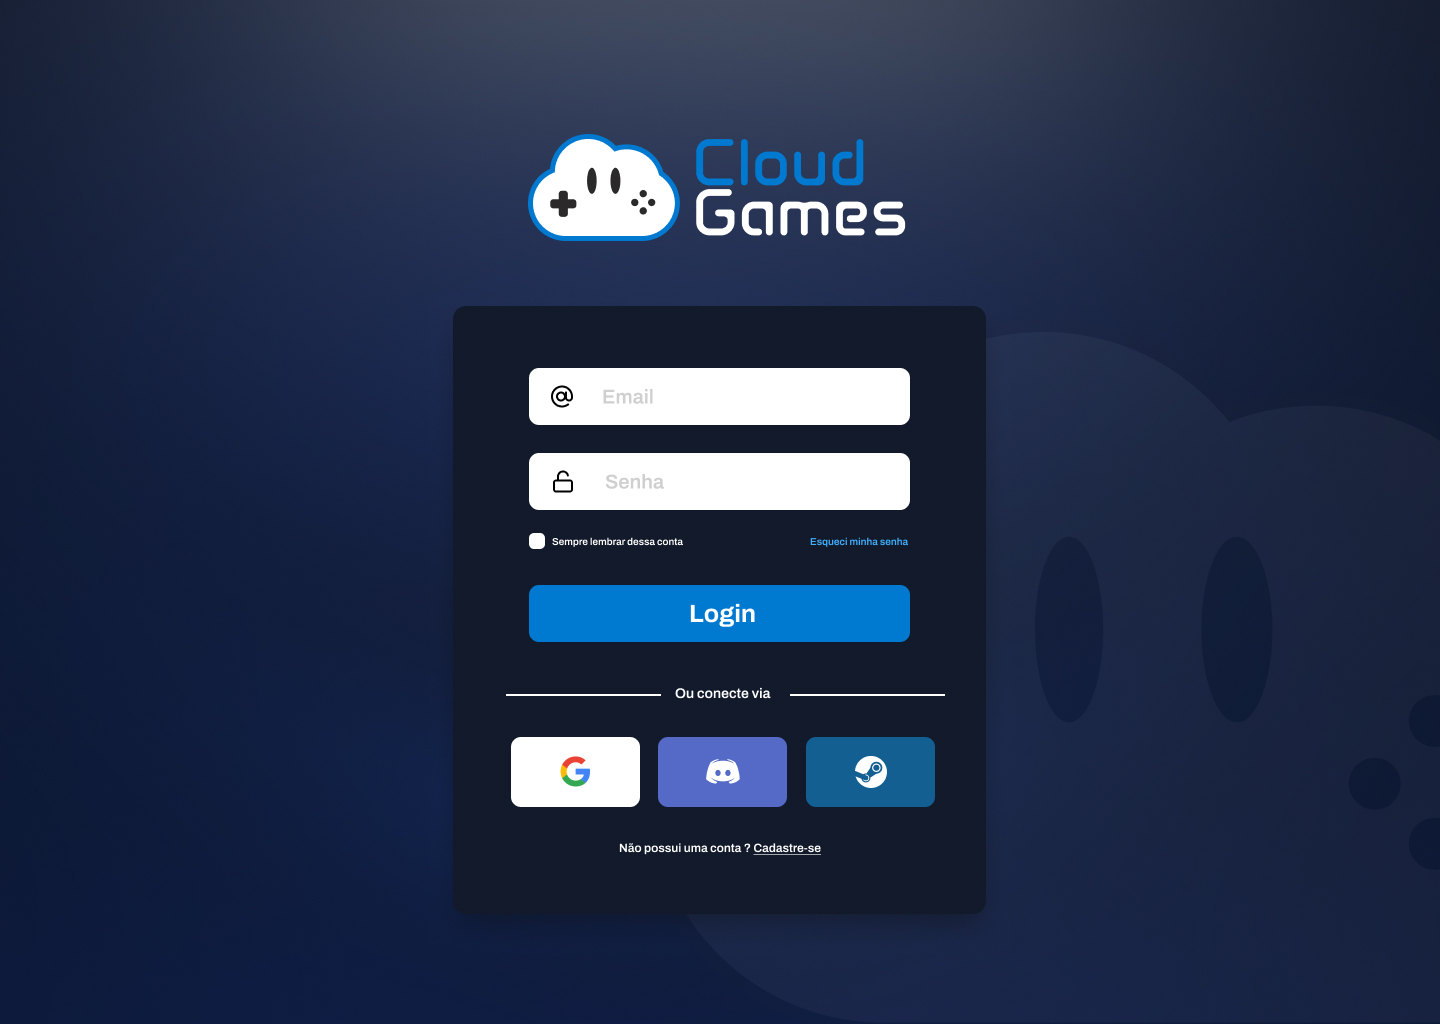 Cloud
Games
Email
Senha
Sempre lembrar dessa conta
Esqueci minha senha
Login
Ou conecte via
Não possui uma conta ? Cadastre-se